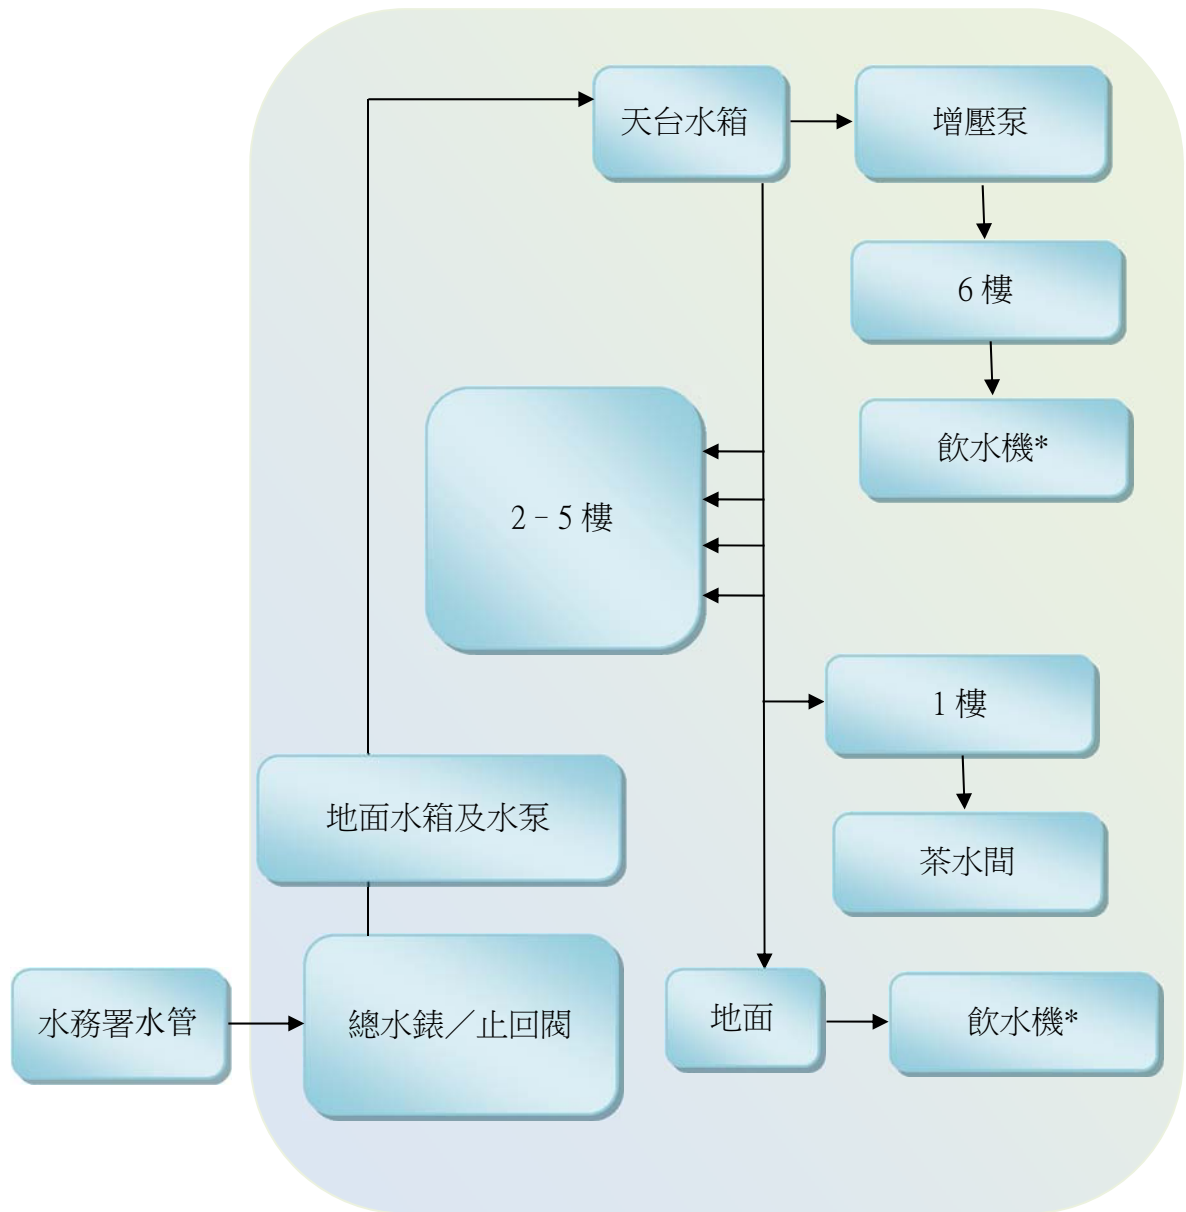 天台水箱
增壓泵
6 樓
飲水機*
2 – 5 樓
1 樓
地面水箱及水泵
茶水間
水務署水管
總水錶／止回閥
地面
飲水機*